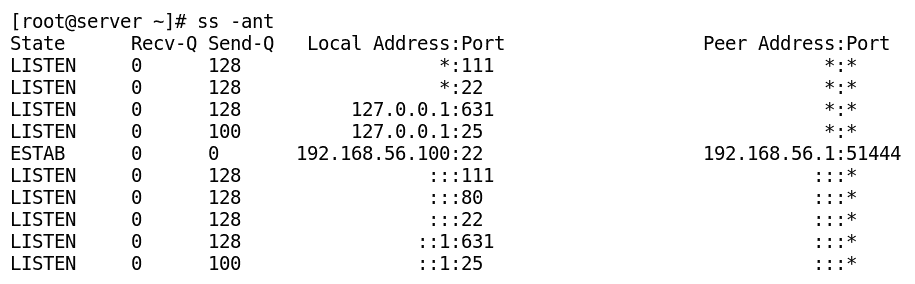 [root@server ~]# ss -ant
State      Recv-Q Send-Q   Local Address:Port                  Peer Address:Port
LISTEN     0      128                  *:111                              *:*
LISTEN     0      128                  *:22                               *:*
LISTEN     0      128          127.0.0.1:631                              *:*
LISTEN     0      100          127.0.0.1:25                               *:*
ESTAB      0      0       192.168.56.100:22                    192.168.56.1:51444
LISTEN     0      128                 :::111                             :::*
LISTEN     0      128                 :::80                              :::*
LISTEN     0      128                 :::22                              :::*
LISTEN     0      128                ::1:631                             :::*
LISTEN     0      100                ::1:25                              :::*